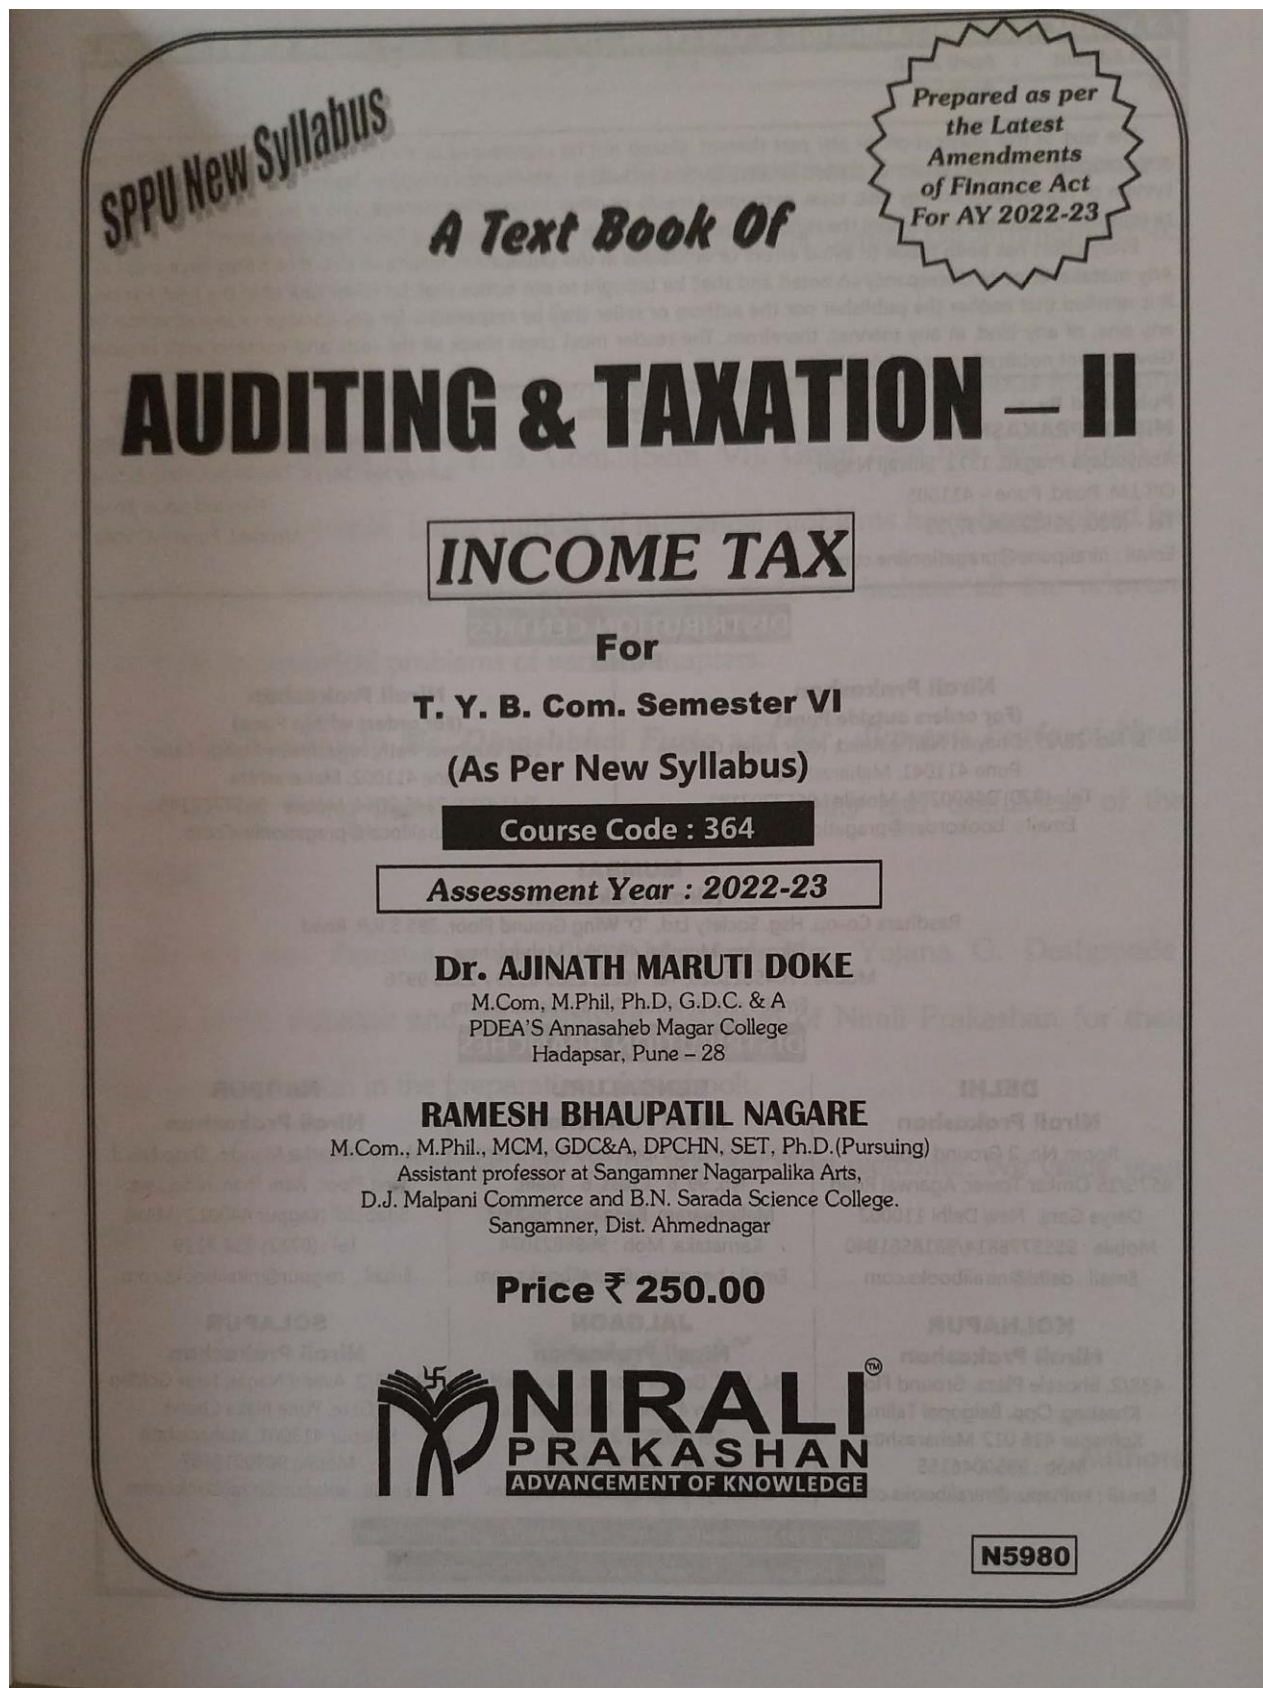 SPPU New Syllabus
Prepared as per
the Latest
Amendments
of Finance Act
For AY 2022-23
A Text Book Of
AUDITING & TAXATION – II
INCOME TAX
For
T. Y. B. Com. Semester VI
(As Per New Syllabus)
Course Code : 364
Assessment Year : 2022-23
Dr. AJINATH MARUTI DOKE
M.Com, M.Phil, Ph.D, G.D.C. & A
PDEA'S Annasaheb Magar College
Hadapsar, Pune – 28
RAMESH BHAUPATIL NAGARE
M.Com., M.Phil., MCM, GDC&A, DPCHN, SET, Ph.D.(Pursuing)
Assistant professor at Sangamner Nagarpalika Arts,
D.J. Malpani Commerce and B.N. Sarada Science College.
Sangamner, Dist. Ahmednagar
Price ₹ 250.00
NIRALI TM
PRAKASHAN
ADVANCEMENT OF KNOWLEDGE
N5980